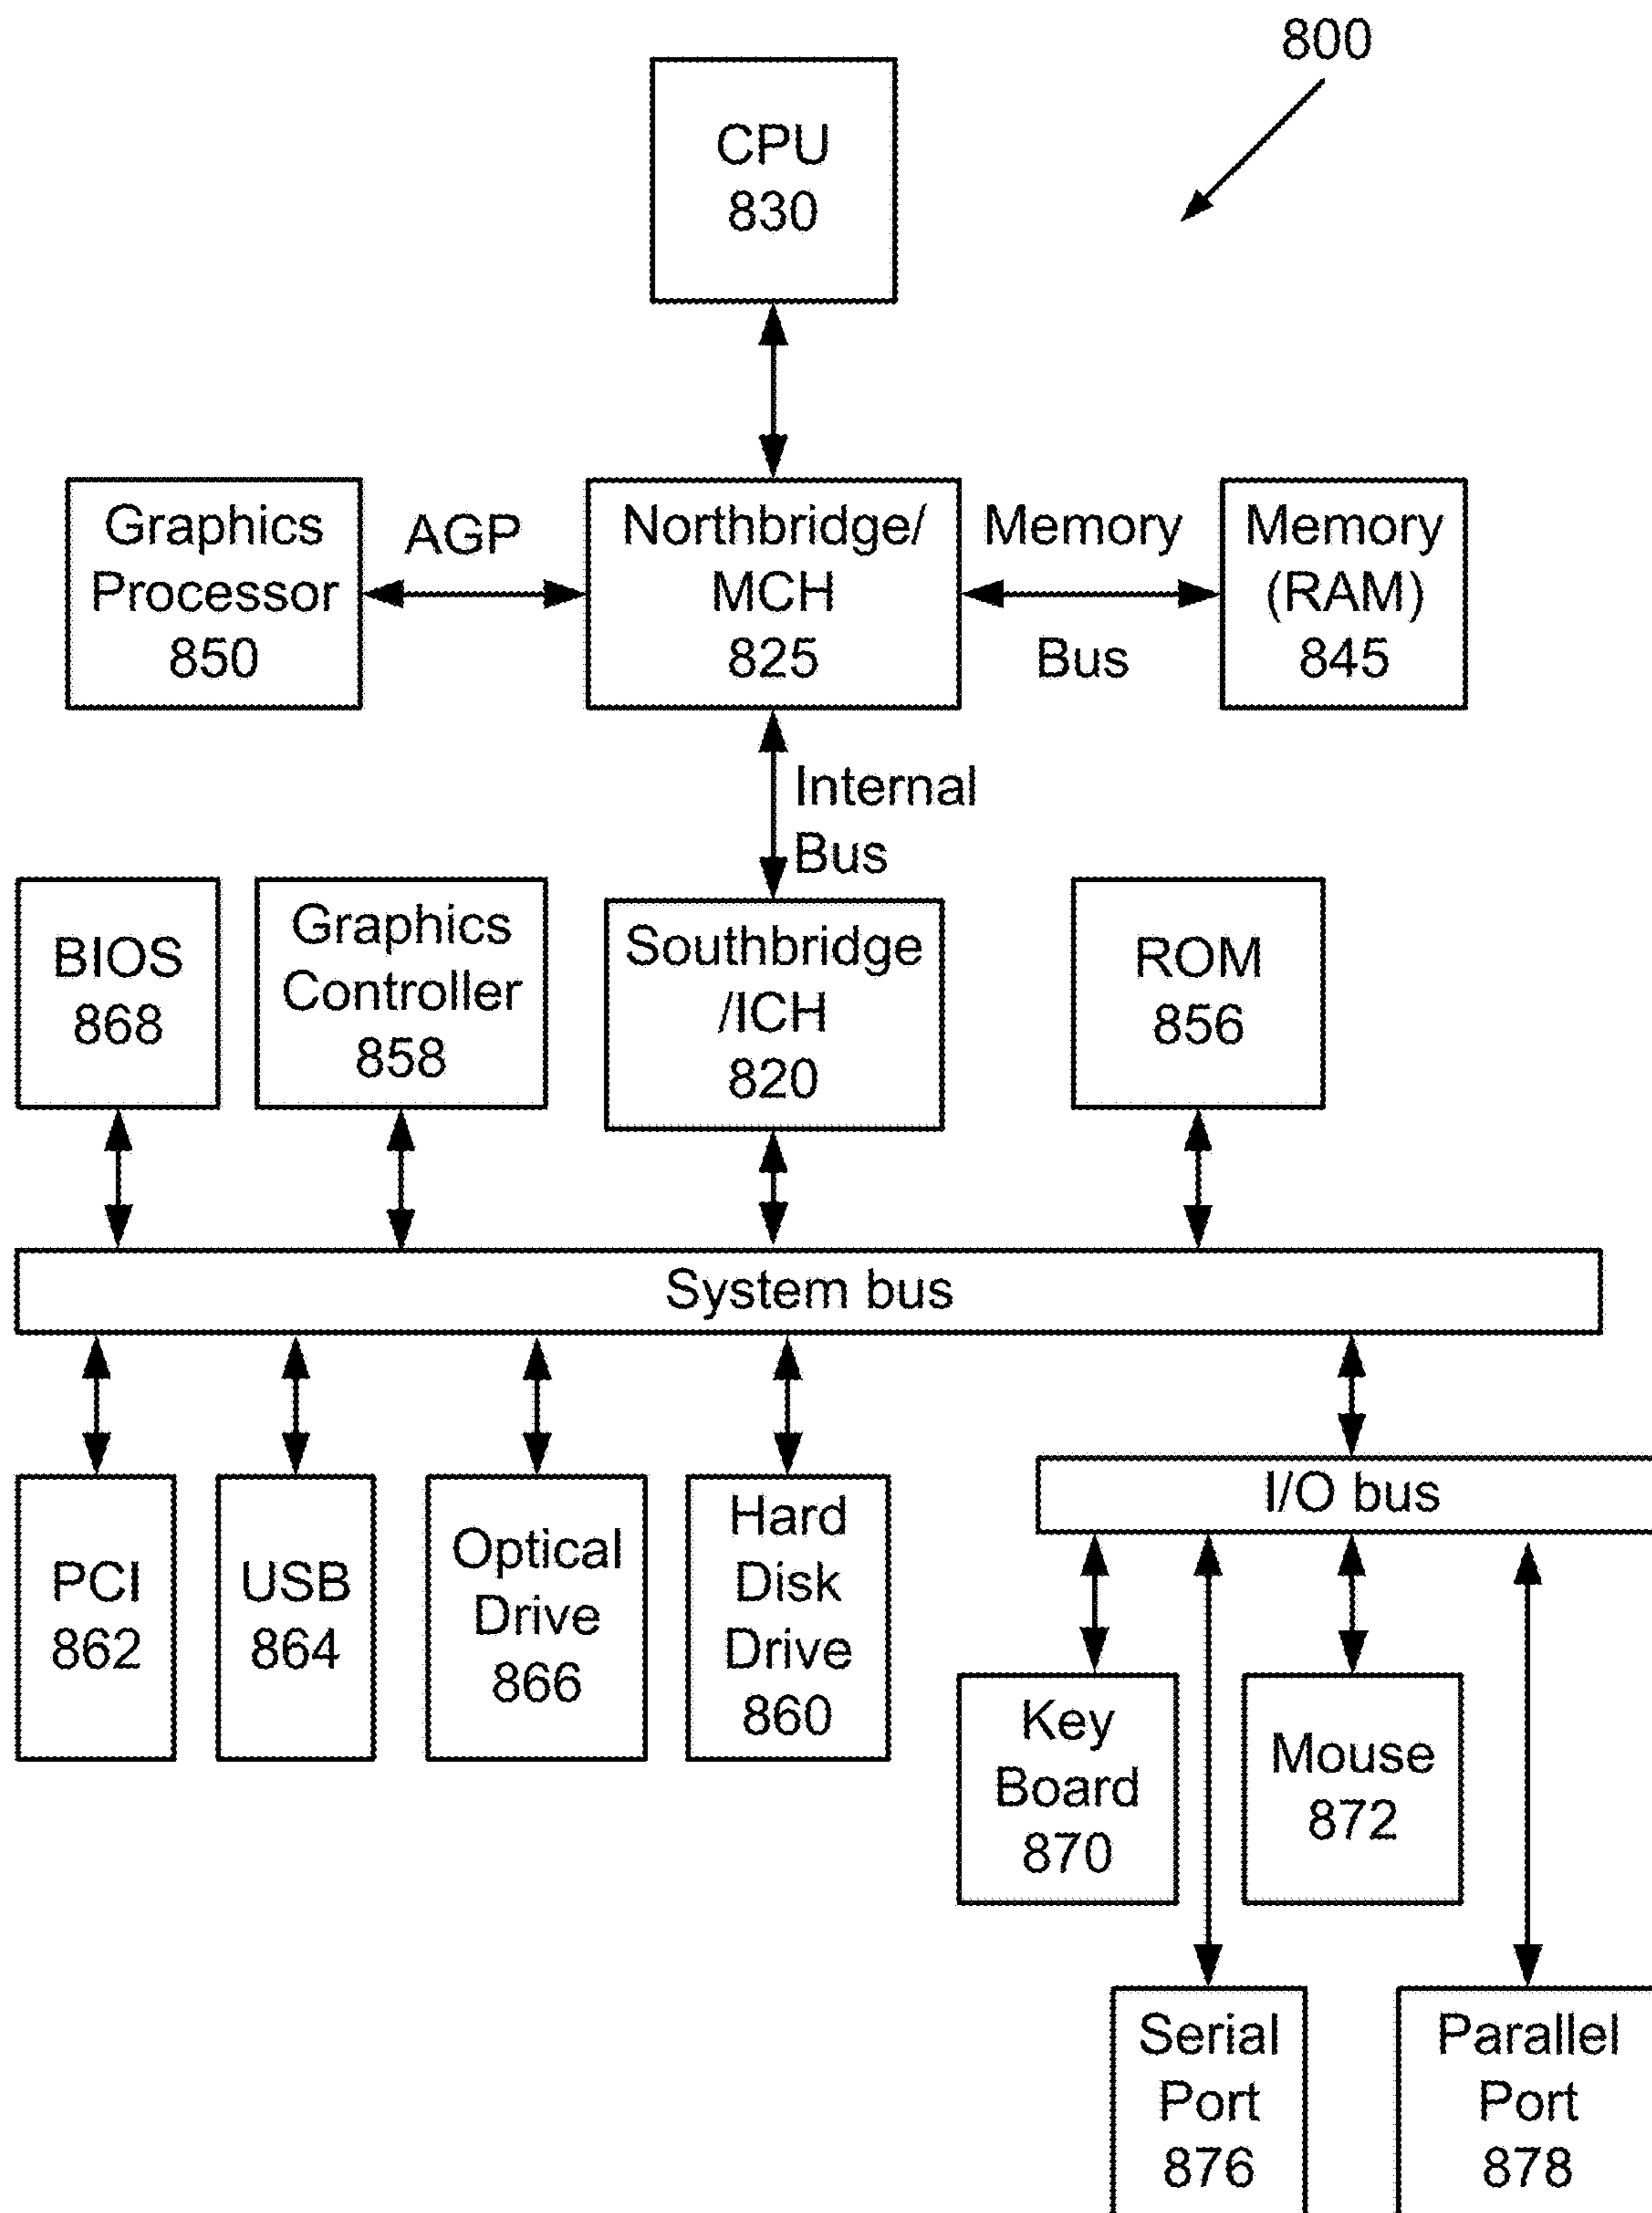 800
CPU
830
Graphics
Processor
850
AGP
Northbridge/
MCH
825
Memory
Bus
Memory
(RAM)
845
Internal
Bus
BIOS
868
Graphics
Controller
858
Southbridge
/ICH
820
ROM
856
System bus
PCI
862
USB
864
Optical
Drive
866
Hard
Disk
Drive
860
I/O bus
Key
Board
870
Mouse
872
Serial
Port
876
Parallel
Port
878